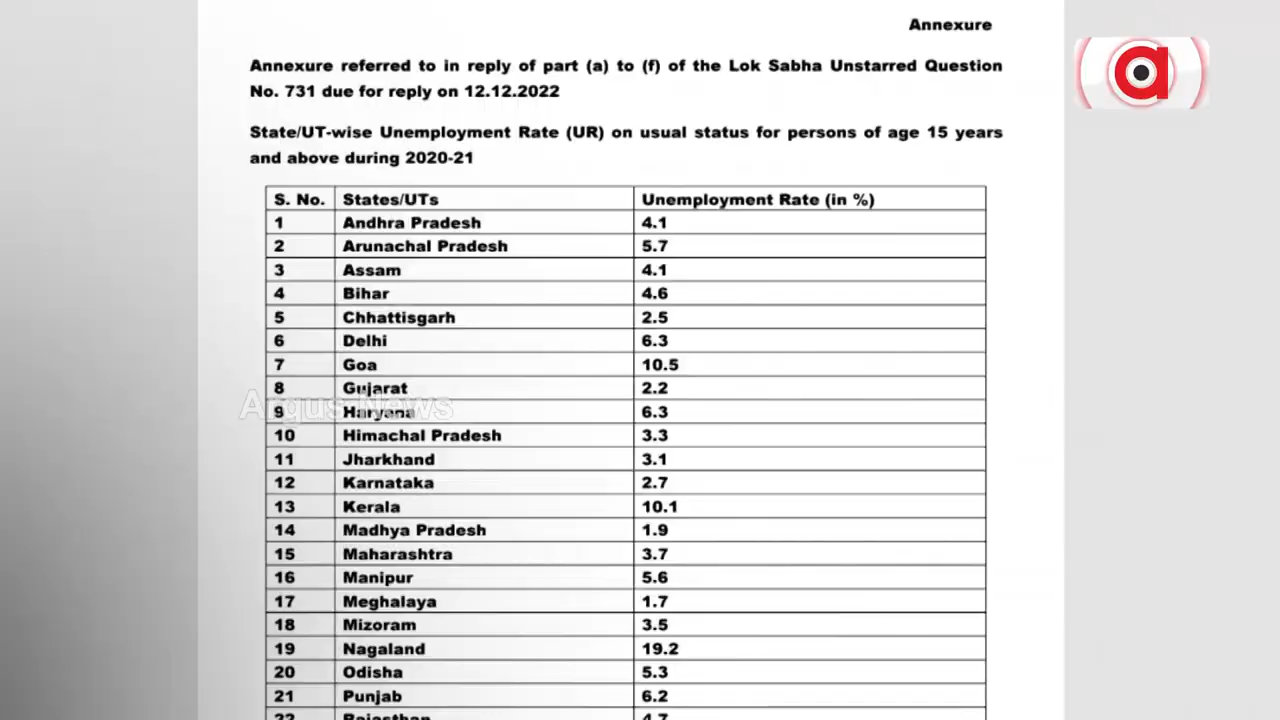 Annexure
Annexure referred to in reply of part (a) to (f) of the Lok Sabha Unstarred Question
No. 731 due for reply on 12.12.2022
State/UT-wise Unemployment Rate (UR) on usual status for persons of age 15 years
and above during 2020-21
S. No. States/UTs Unemployment Rate (in %)
1 Andhra Pradesh 4.1
2 Arunachal Pradesh 5.7
3 Assam 4.1
4 Bihar 4.6
5 Chhattisgarh 2.5
6 Delhi 6.3
7 Goa 10.5
8 Gujarat 2.2
Argus News
9 Haryana 6.3
10 Himachal Pradesh 3.3
11 Jharkhand 3.1
12 Karnataka 2.7
13 Kerala 10.1
14 Madhya Pradesh 1.9
15 Maharashtra 3.7
16 Manipur 5.6
17 Meghalaya 1.7
18 Mizoram 3.5
19 Nagaland 19.2
20 Odisha 5.3
21 Punjab 6.2
22 Rajasthan 4.7
a